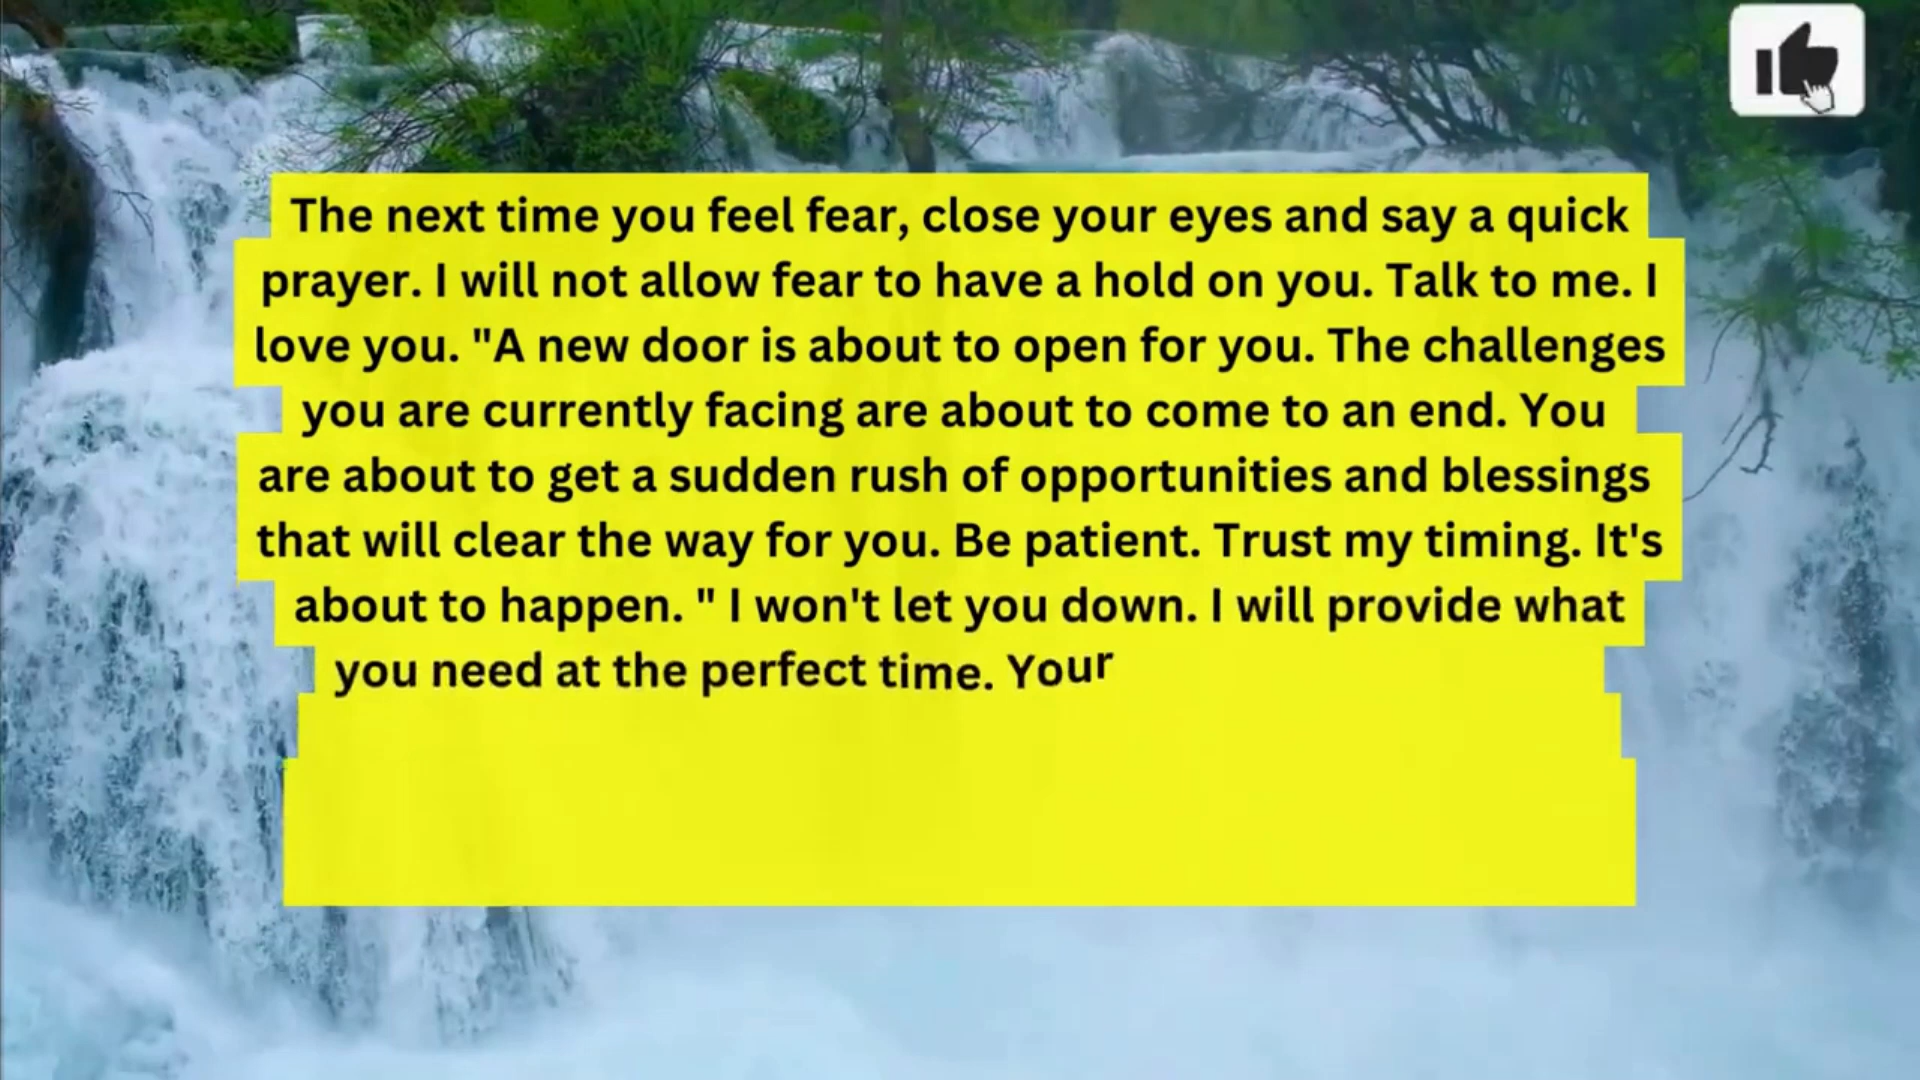 The next time you feel fear, close your eyes and say a quick
prayer. I will not allow fear to have a hold on you. Talk to me. I
love you. "A new door is about to open for you. The challenges
you are currently facing are about to come to an end. You
are about to get a sudden rush of opportunities and blessings
that will clear the way for you. Be patient. Trust my timing. It's
about to happen. " I won't let you down. I will provide what
you need at the perfect time. Your